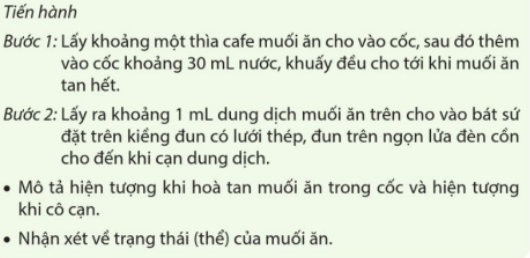 Tiến hành
Bước 1: Lấy khoảng một thìa cafe muối ăn cho vào cốc, sau đó thêm
vào cốc khoảng 30 mL nước, khuấy đều cho tới khi muối ăn
tan hết.
Bước 2: Lấy ra khoảng 1 mL dung dịch muối ăn trên cho vào bát sứ
đặt trên kiềng đun có lưới thép, đun trên ngọn lửa đèn cồn
cho đến khi cạn dung dịch.
• Mô tả hiện tượng khi hoà tan muối ăn trong cốc và hiện tượng
khi cô cạn.
• Nhận xét về trạng thái (thể) của muối ăn.